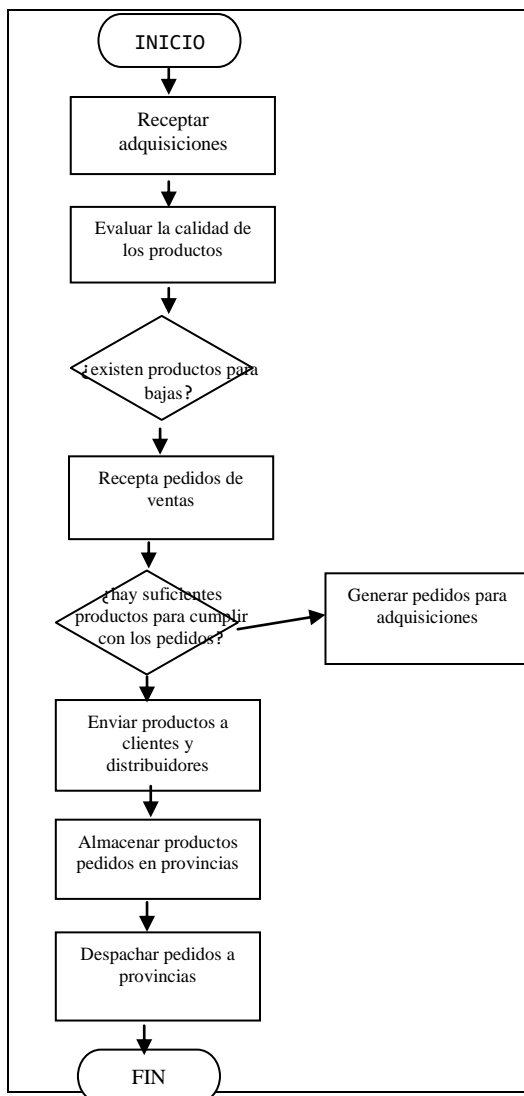 INICIO
Receptar
adquisiciones
Evaluar la calidad de
los productos
¿existen productos para
bajas?
Recepta pedidos de
ventas
¿hay suficientes
productos para cumplir
con los pedidos?
Generar pedidos para
adquisiciones
Enviar productos a
clientes y
distribuidores
Almacenar productos
pedidos en provincias
Despachar pedidos a
provincias
FIN